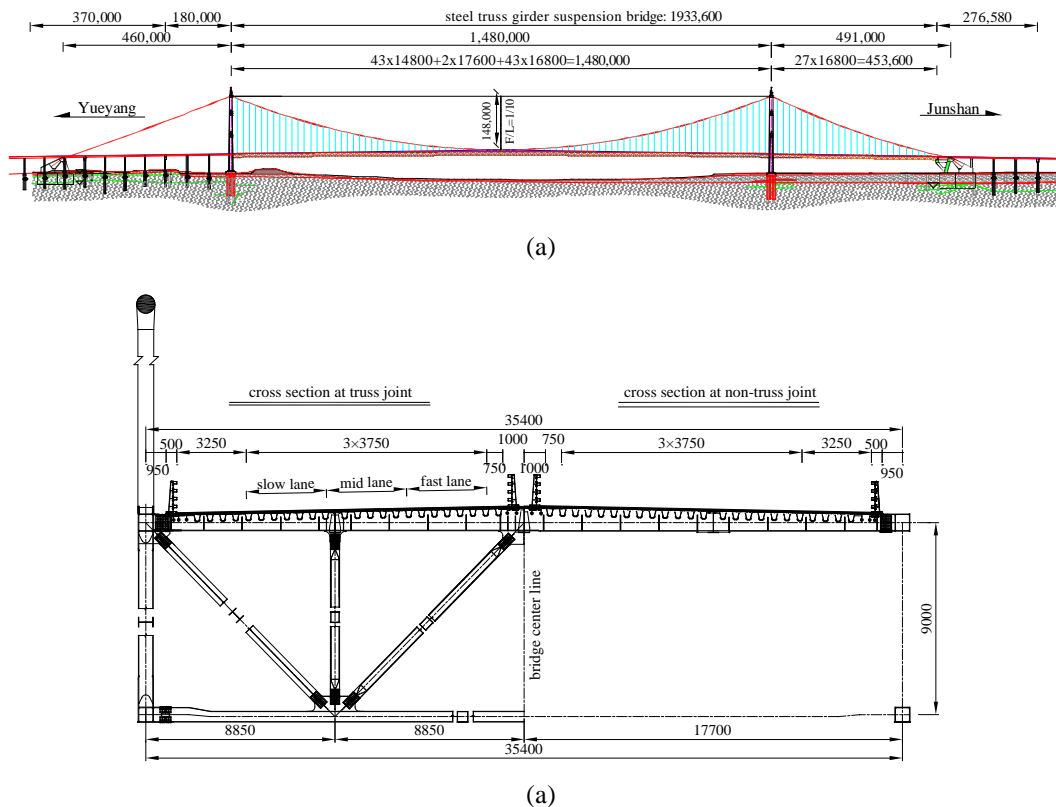 370,000 180,000 steel truss girder suspension bridge: 1933,600 276,580
460,000 1,480,000 491,000
43x14800+2x17600+43x16800=1,480,000 27x16800=453,600
Yueyang 148,000 F/L=1/10 Junshan
(a)
cross section at truss joint cross section at non-truss joint
35400
500 3250 3×3750 1000 750 3×3750 3250 500
950 750 1000 950
slow lane mid lane fast lane
bridge center line
9000
8850 8850 17700
35400
(a)